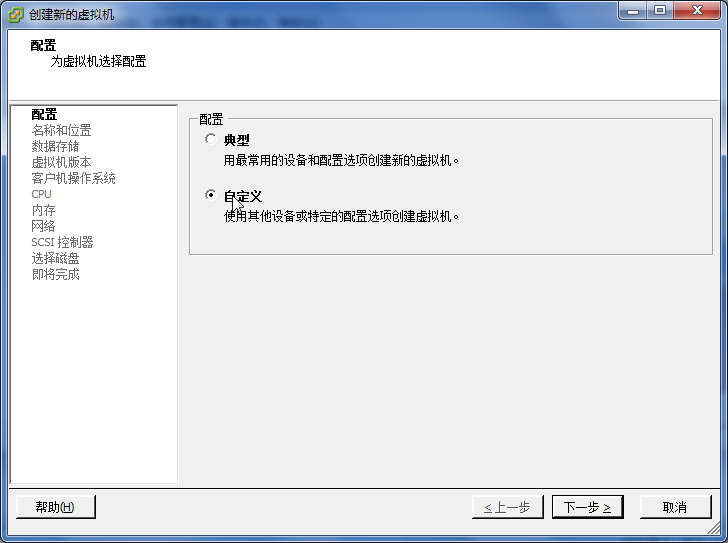 创建新的虚拟机
配置
为虚拟机选择配置
配置
名称和位置
数据存储
虚拟机版本
客户机操作系统
CPU
内存
网络
SCSI 控制器
选择磁盘
即将完成
配置
典型
用最常用的设备和配置选项创建新的虚拟机。
自定义
使用其他设备或特定的配置选项创建虚拟机。
帮助(H)
< 上一步
下一步 >
取消